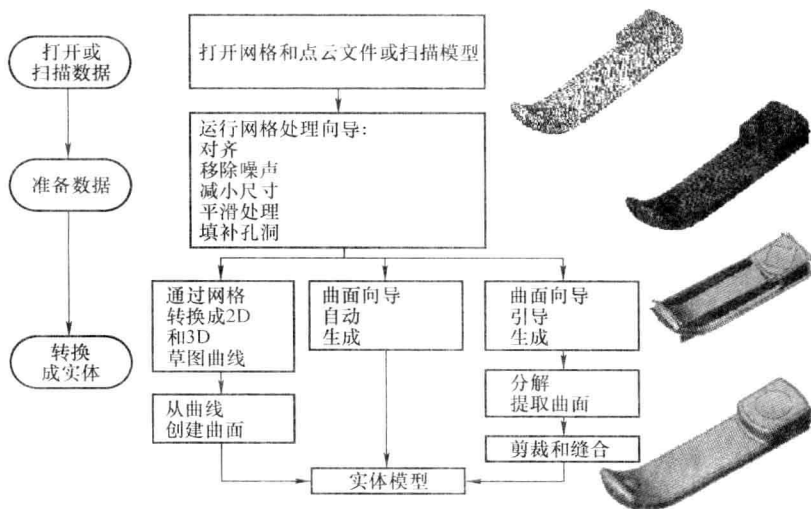 打开或
扫描数据
准备数据
转换
成实体
打开网格和点云文件或扫描模型
运行网格处理向导:
对齐
移除噪声
减小尺寸
平滑处理
填补孔洞
通过网格
转换成2D
和3D
草图曲线
从曲线
创建曲面
曲面向导
自动
生成
曲面向导
引导
生成
分解
提取曲面
剪裁和缝合
实体模型